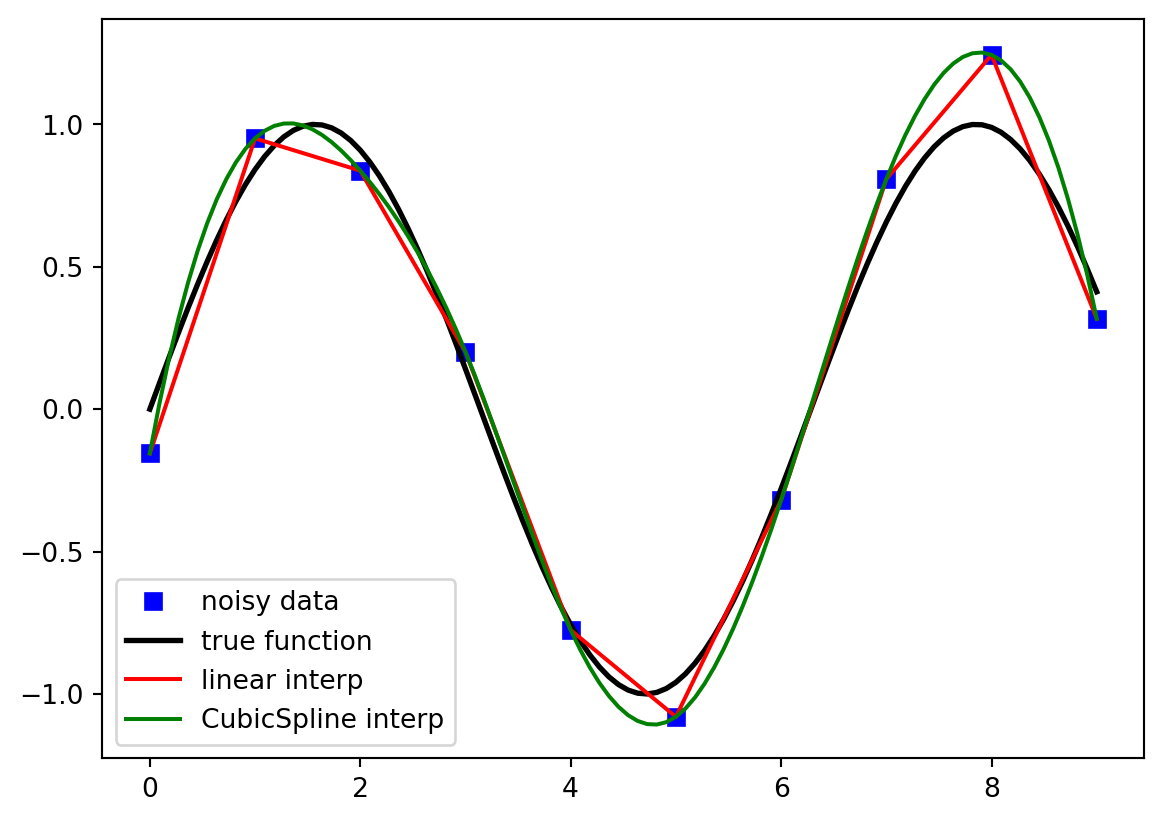 1.0
0.5
0.0
−0.5
−1.0
noisy data
true function
linear interp
CubicSpline interp
0 2 4 6 8